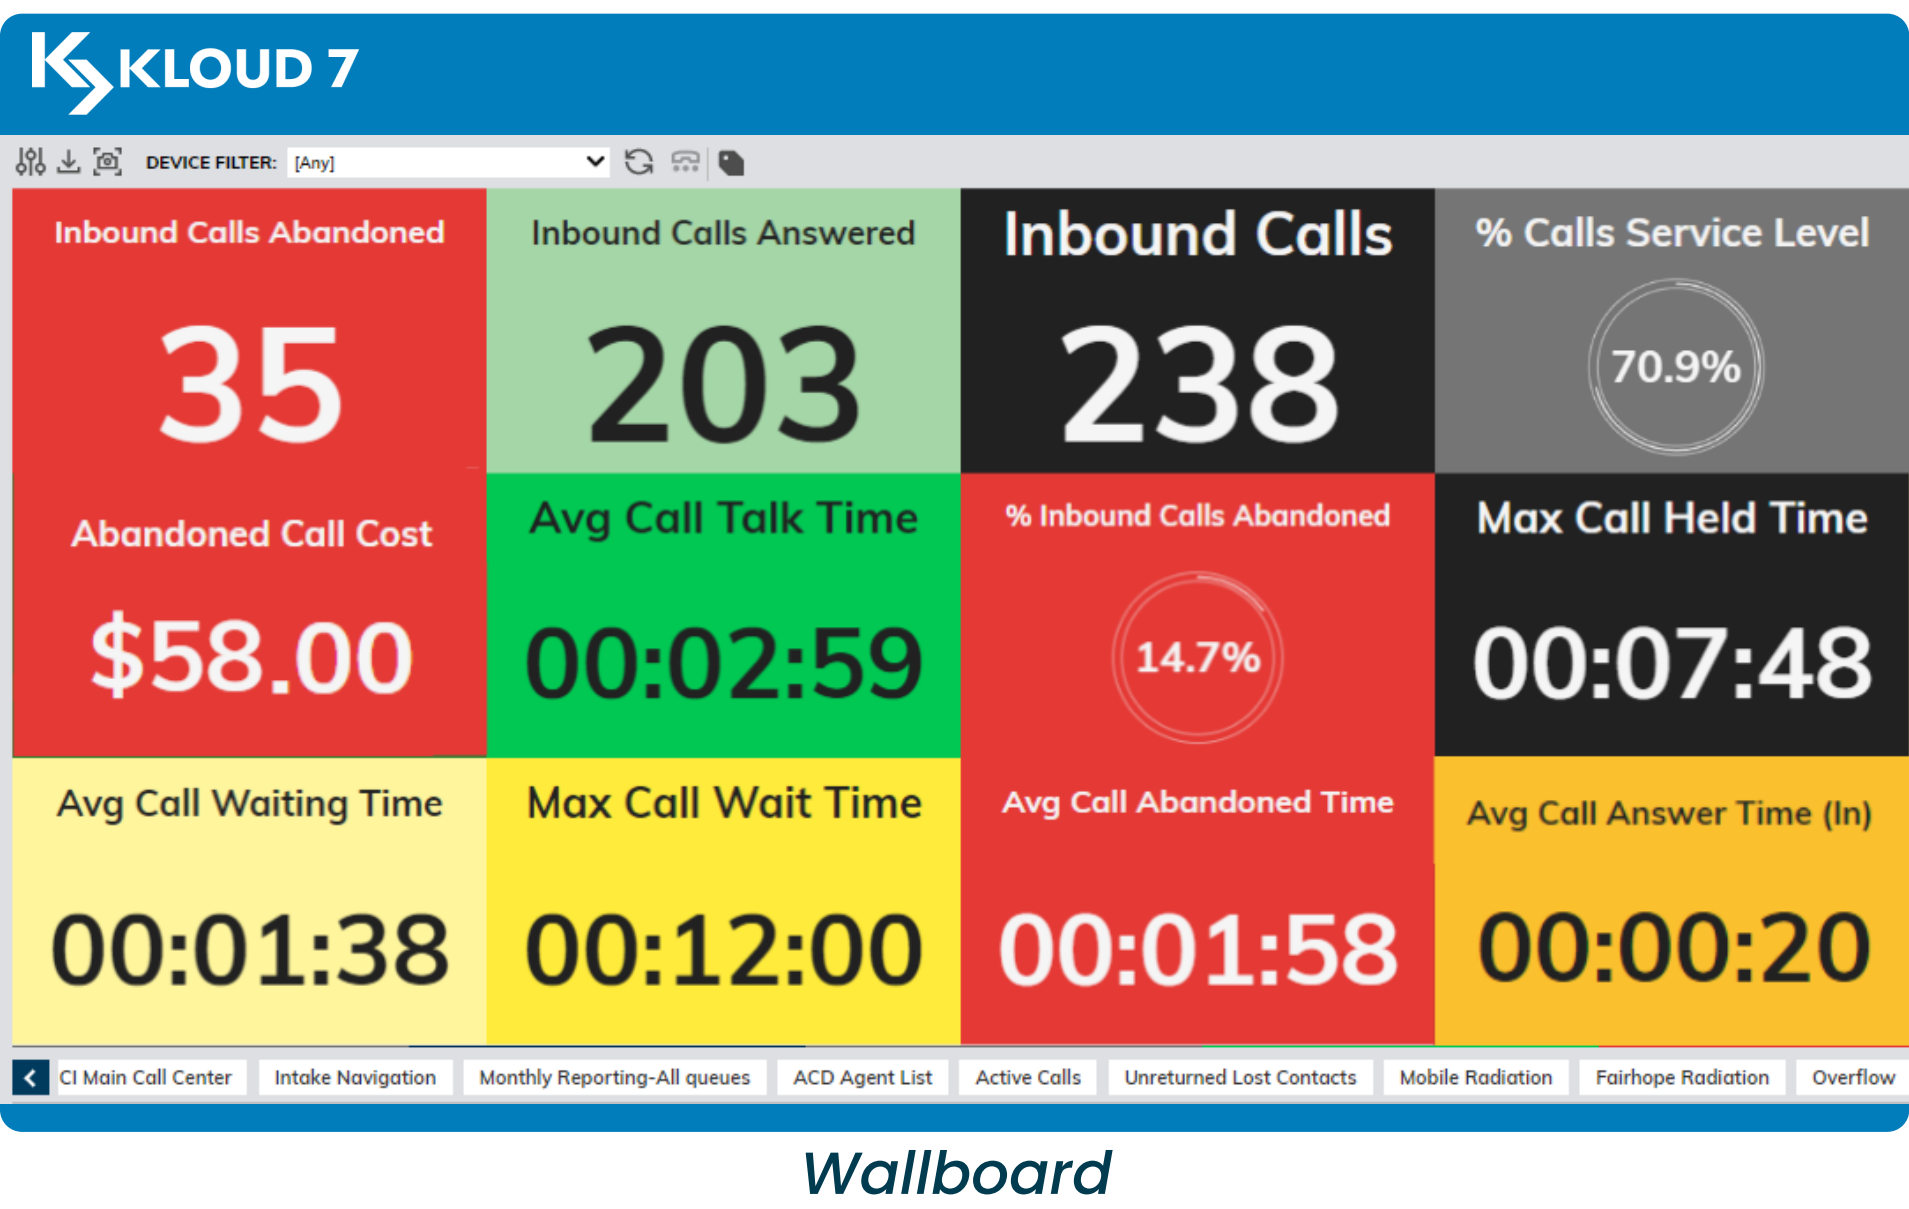 KLOUD 7
DEVICE FILTER: [Any]
Inbound Calls Abandoned
35
Inbound Calls Answered
203
Inbound Calls
238
% Calls Service Level
70.9%
Abandoned Call Cost
$58.00
Avg Call Talk Time
00:02:59
% Inbound Calls Abandoned
14.7%
Max Call Held Time
00:07:48
Avg Call Waiting Time
00:01:38
Max Call Wait Time
00:12:00
Avg Call Abandoned Time
00:01:58
Avg Call Answer Time (In)
00:00:20
CI Main Call Center Intake Navigation Monthly Reporting-All queues ACD Agent List Active Calls Unreturned Lost Contacts Mobile Radiation Fairhope Radiation Overflow
Wallboard